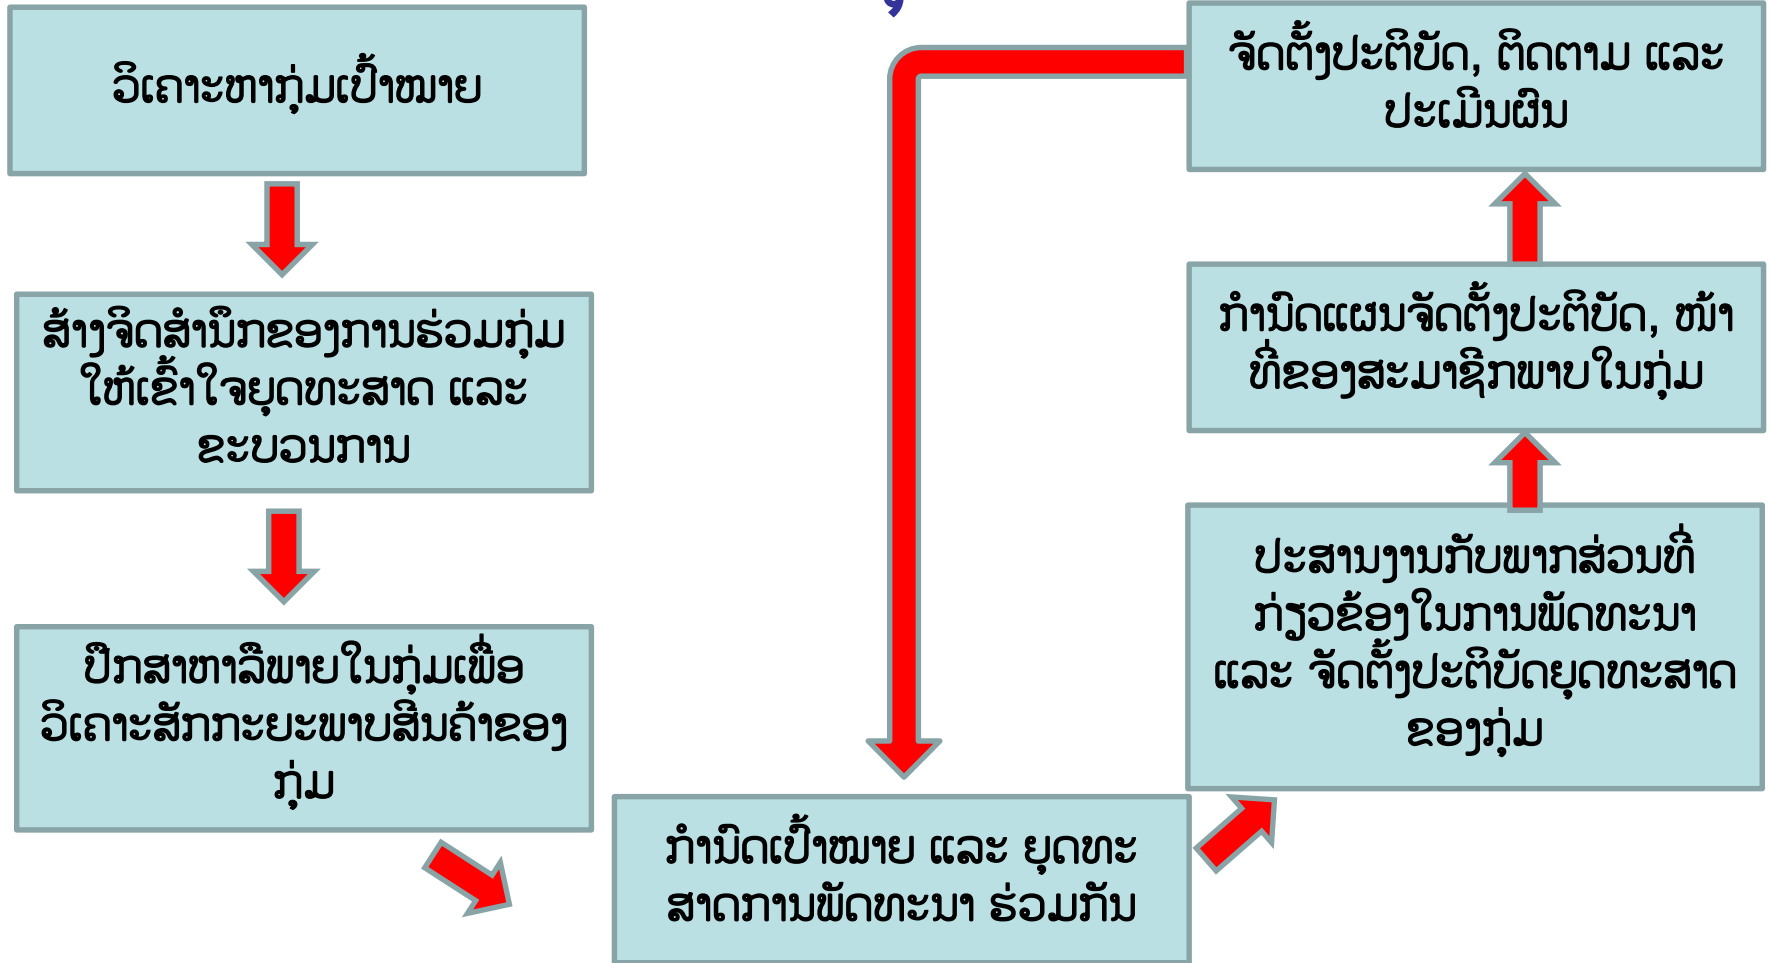 ວິເຄາະຫາກຸ່ມເປົ້າໝາຍ
ສ້າງຈິດສຳນຶກຂອງການຮ່ວມກຸ່ມ
ໃຫ້ເຂົ້າໃຈຍຸດທະສາດ ແລະ
ຂະບວນການ
ປຶກສາຫາລືພາຍໃນກຸ່ມເພື່ອ
ວິເຄາະສັກກະຍະພາບສິນຄ້າຂອງ
ກຸ່ມ
ກຳນົດເປົ້າໝາຍ ແລະ ຍຸດທະ
ສາດການພັດທະນາ ຮ່ວມກັນ
ປະສານງານກັບພາກສ່ວນທີ່
ກ່ຽວຂ້ອງໃນການພັດທະນາ
ແລະ ຈັດຕັ້ງປະຕິບັດຍຸດທະສາດ
ຂອງກຸ່ມ
ກຳນົດແຜນຈັດຕັ້ງປະຕິບັດ, ໜ້າ
ທີ່ຂອງສະມາຊີກພາບໃນກຸ່ມ
ຈັດຕັ້ງປະຕິບັດ, ຕິດຕາມ ແລະ
ປະເມີນຜົນ